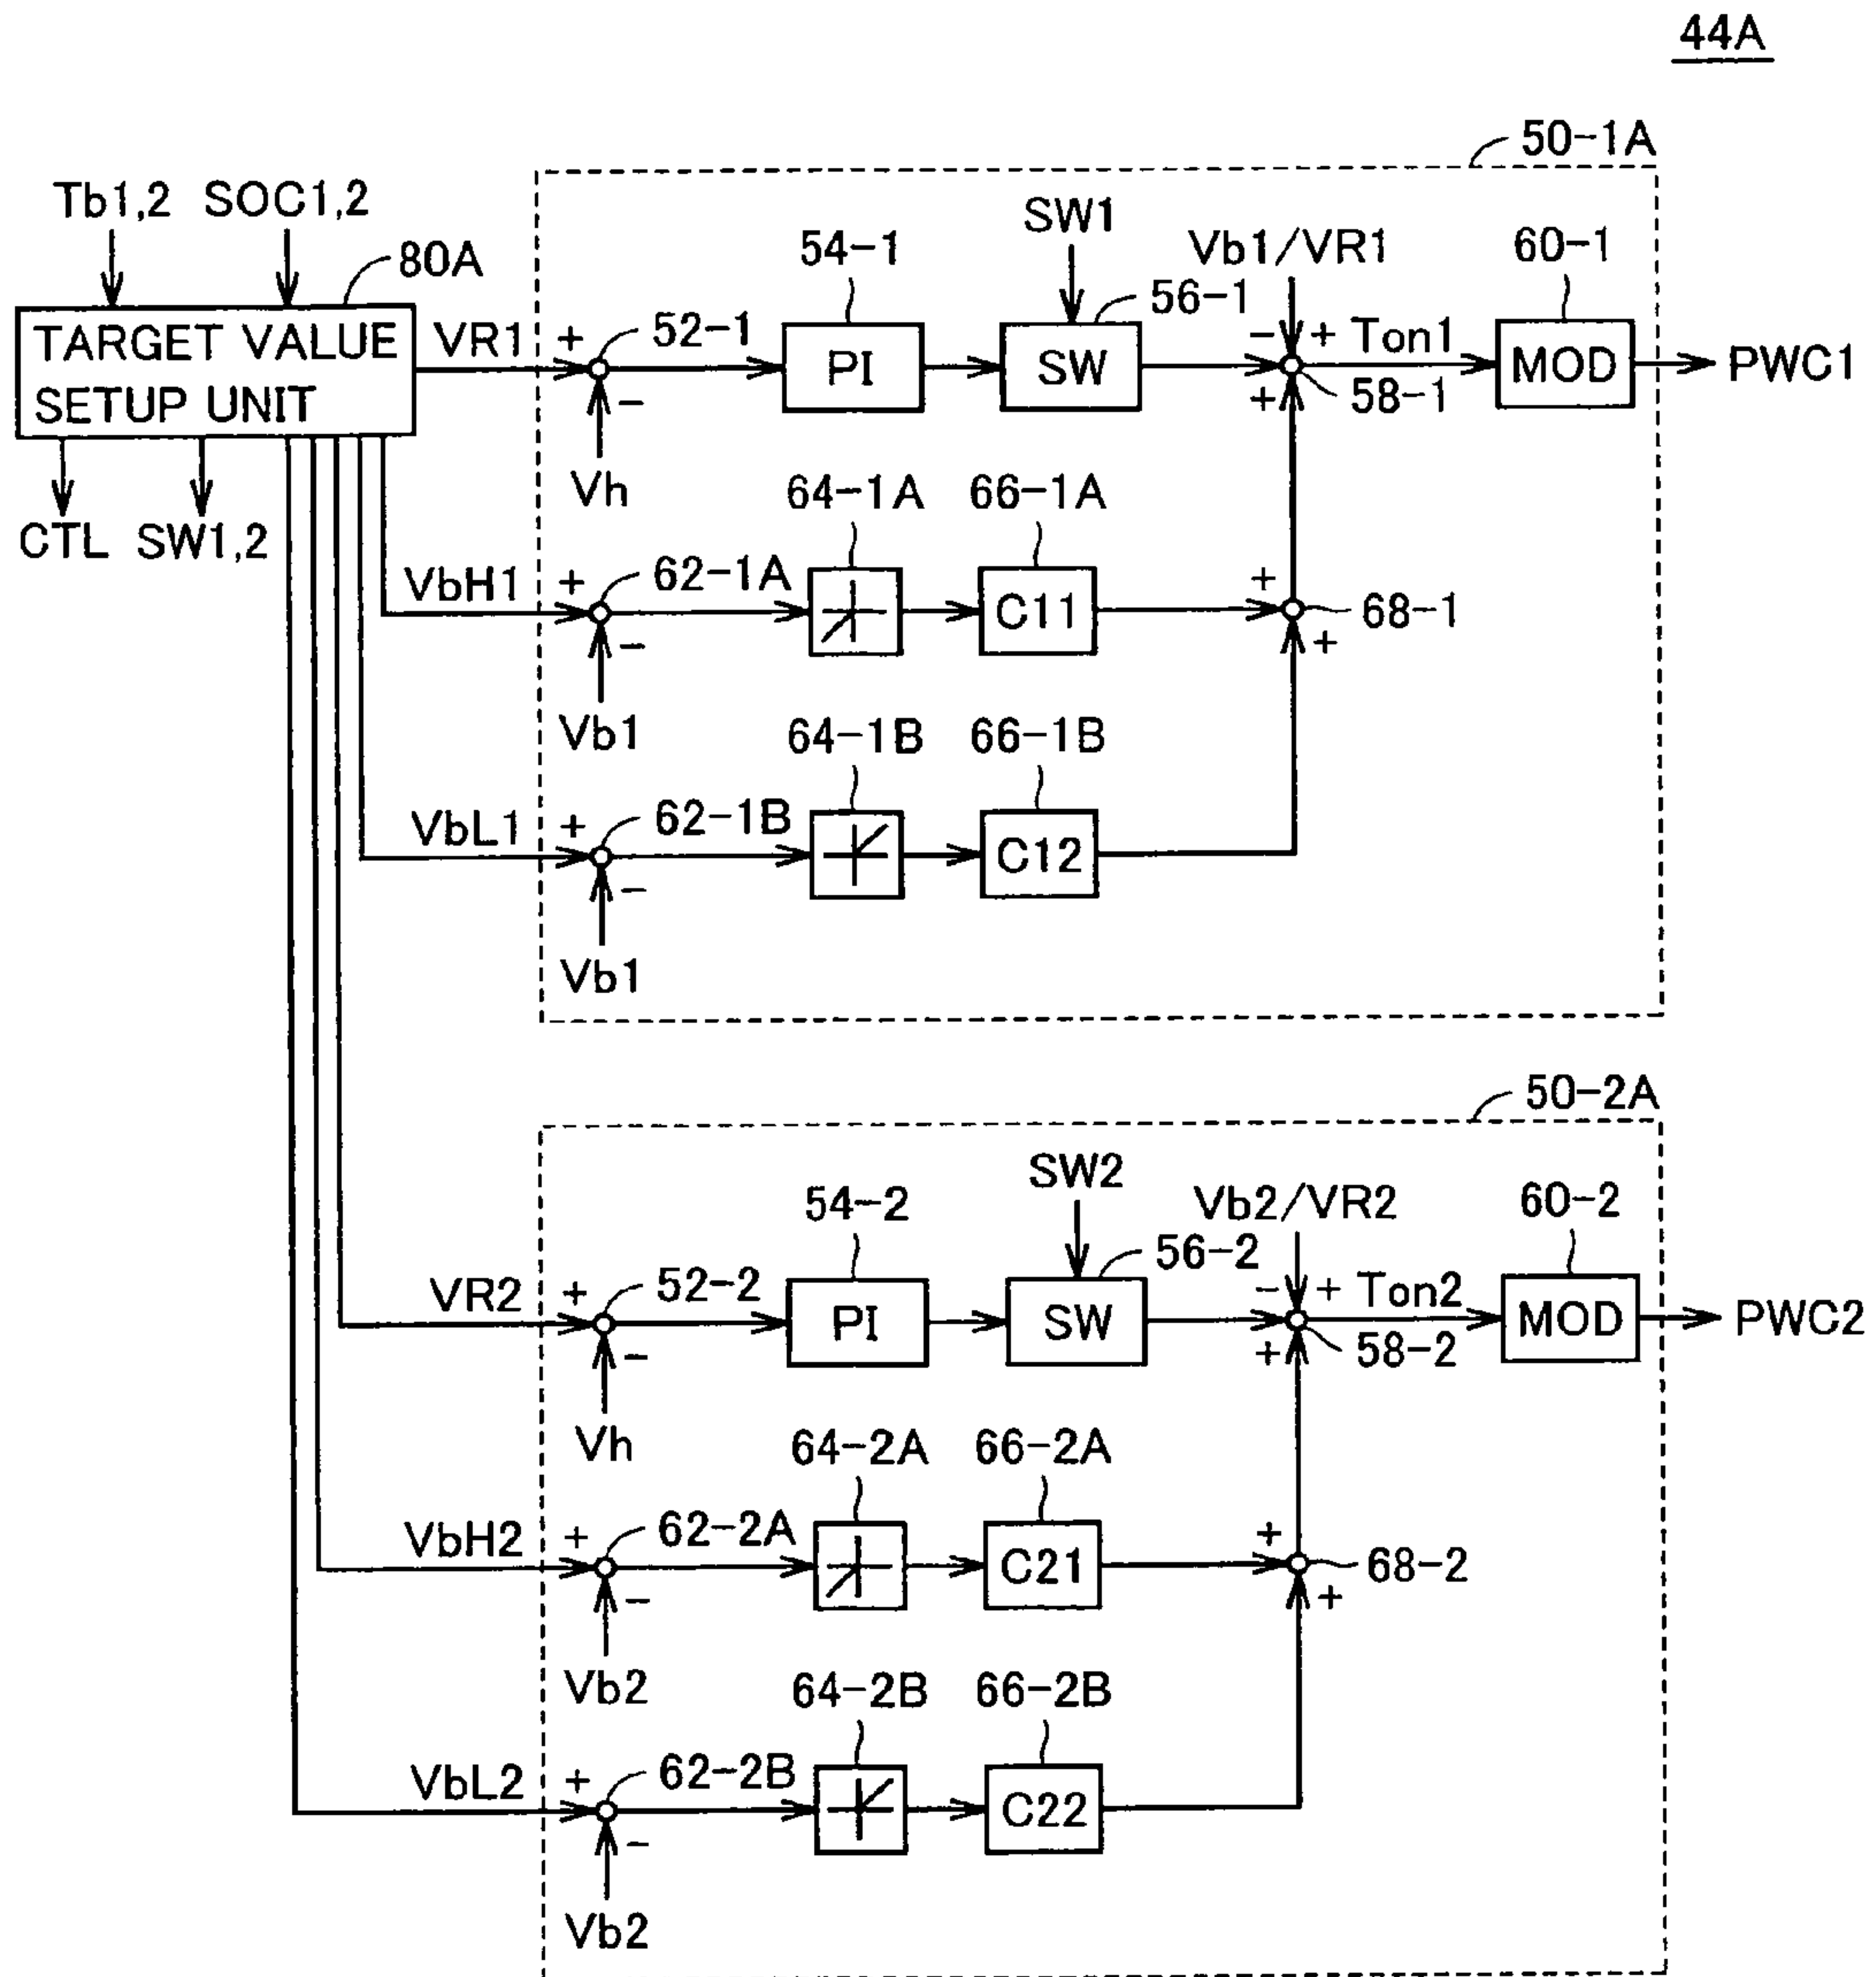 44A
50-1A
Tb1,2 SOC1,2
80A
TARGET VALUE
SETUP UNIT
CTL SW1,2
VR1
+
52-1
-
Vh
54-1
PI
SW1
56-1
SW
Vb1/VR1
- + Ton1
+ 58-1
60-1
MOD
PWC1
VbH1
+
62-1A
-
Vb1
64-1A
66-1A
C11
+
68-1
+
VbL1
+
62-1B
-
Vb1
64-1B
66-1B
C12
50-2A
VR2
+
52-2
-
Vh
54-2
PI
SW2
56-2
SW
Vb2/VR2
- + Ton2
+ 58-2
60-2
MOD
PWC2
VbH2
+
62-2A
-
Vb2
64-2A
66-2A
C21
+
68-2
+
VbL2
+
62-2B
-
Vb2
64-2B
66-2B
C22